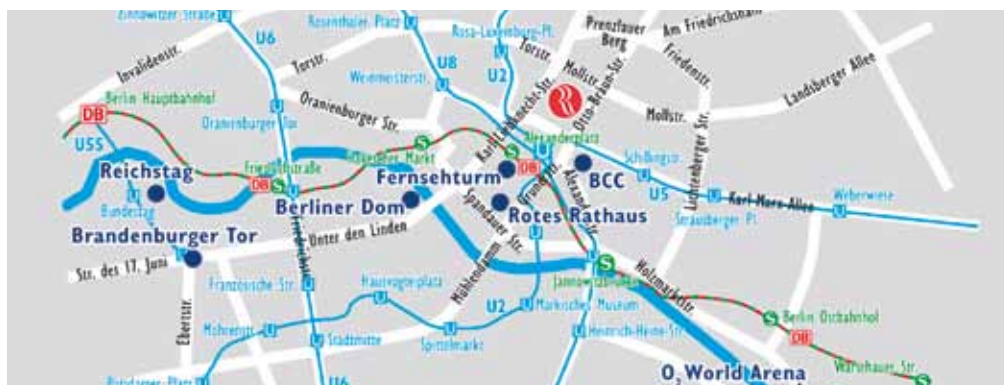 Zinnowitzer Straße
U6
Rosenthaler Platz
Rosa-Luxemburg-Pl.
Prenzlauer
Berg
Am Friedrichshain
Invalidenstr.
Torstr.
U8
U2
Torstr.
Mollstr.
Friedenstr.
Landsberger Allee
Weinmeisterstr.
Berlin Hauptbahnhof
DB
Oranienburger Str.
Karl-Liebknecht-Str.
Otto-Braun-Str.
Mollstr.
U55
Oranienburger Tor
S
Hackescher Markt
S
Alexanderplatz
U
Schillingstr.
Lichtenberger Str.
Reichstag
DB
S
Friedrichstraße
Fernsehturm
DB
BCC
U5
Karl-Marx-Allee
Weberwiese
Bundestag
Berliner Dom
Spandauer Str.
Grunerstr.
Alexanderstr.
Rotes Rathaus
Strausberger Pl.
Brandenburger Tor
Unter den Linden
Friedrichstr.
Str. des 17. Juni
Französische Str.
Hausvogteiplatz
Mühlendamm
S
Jannowitzbrücke
Holzmarktstr.
U2
Märkisches Museum
Ebertstr.
Mohrenstr.
Stadtmitte
Spittelmarkt
Heinrich-Heine-Str.
S
Berlin Ostbahnhof
DB
Potsdamer Platz
U6
O₂ World Arena
Warschauer Str.
S